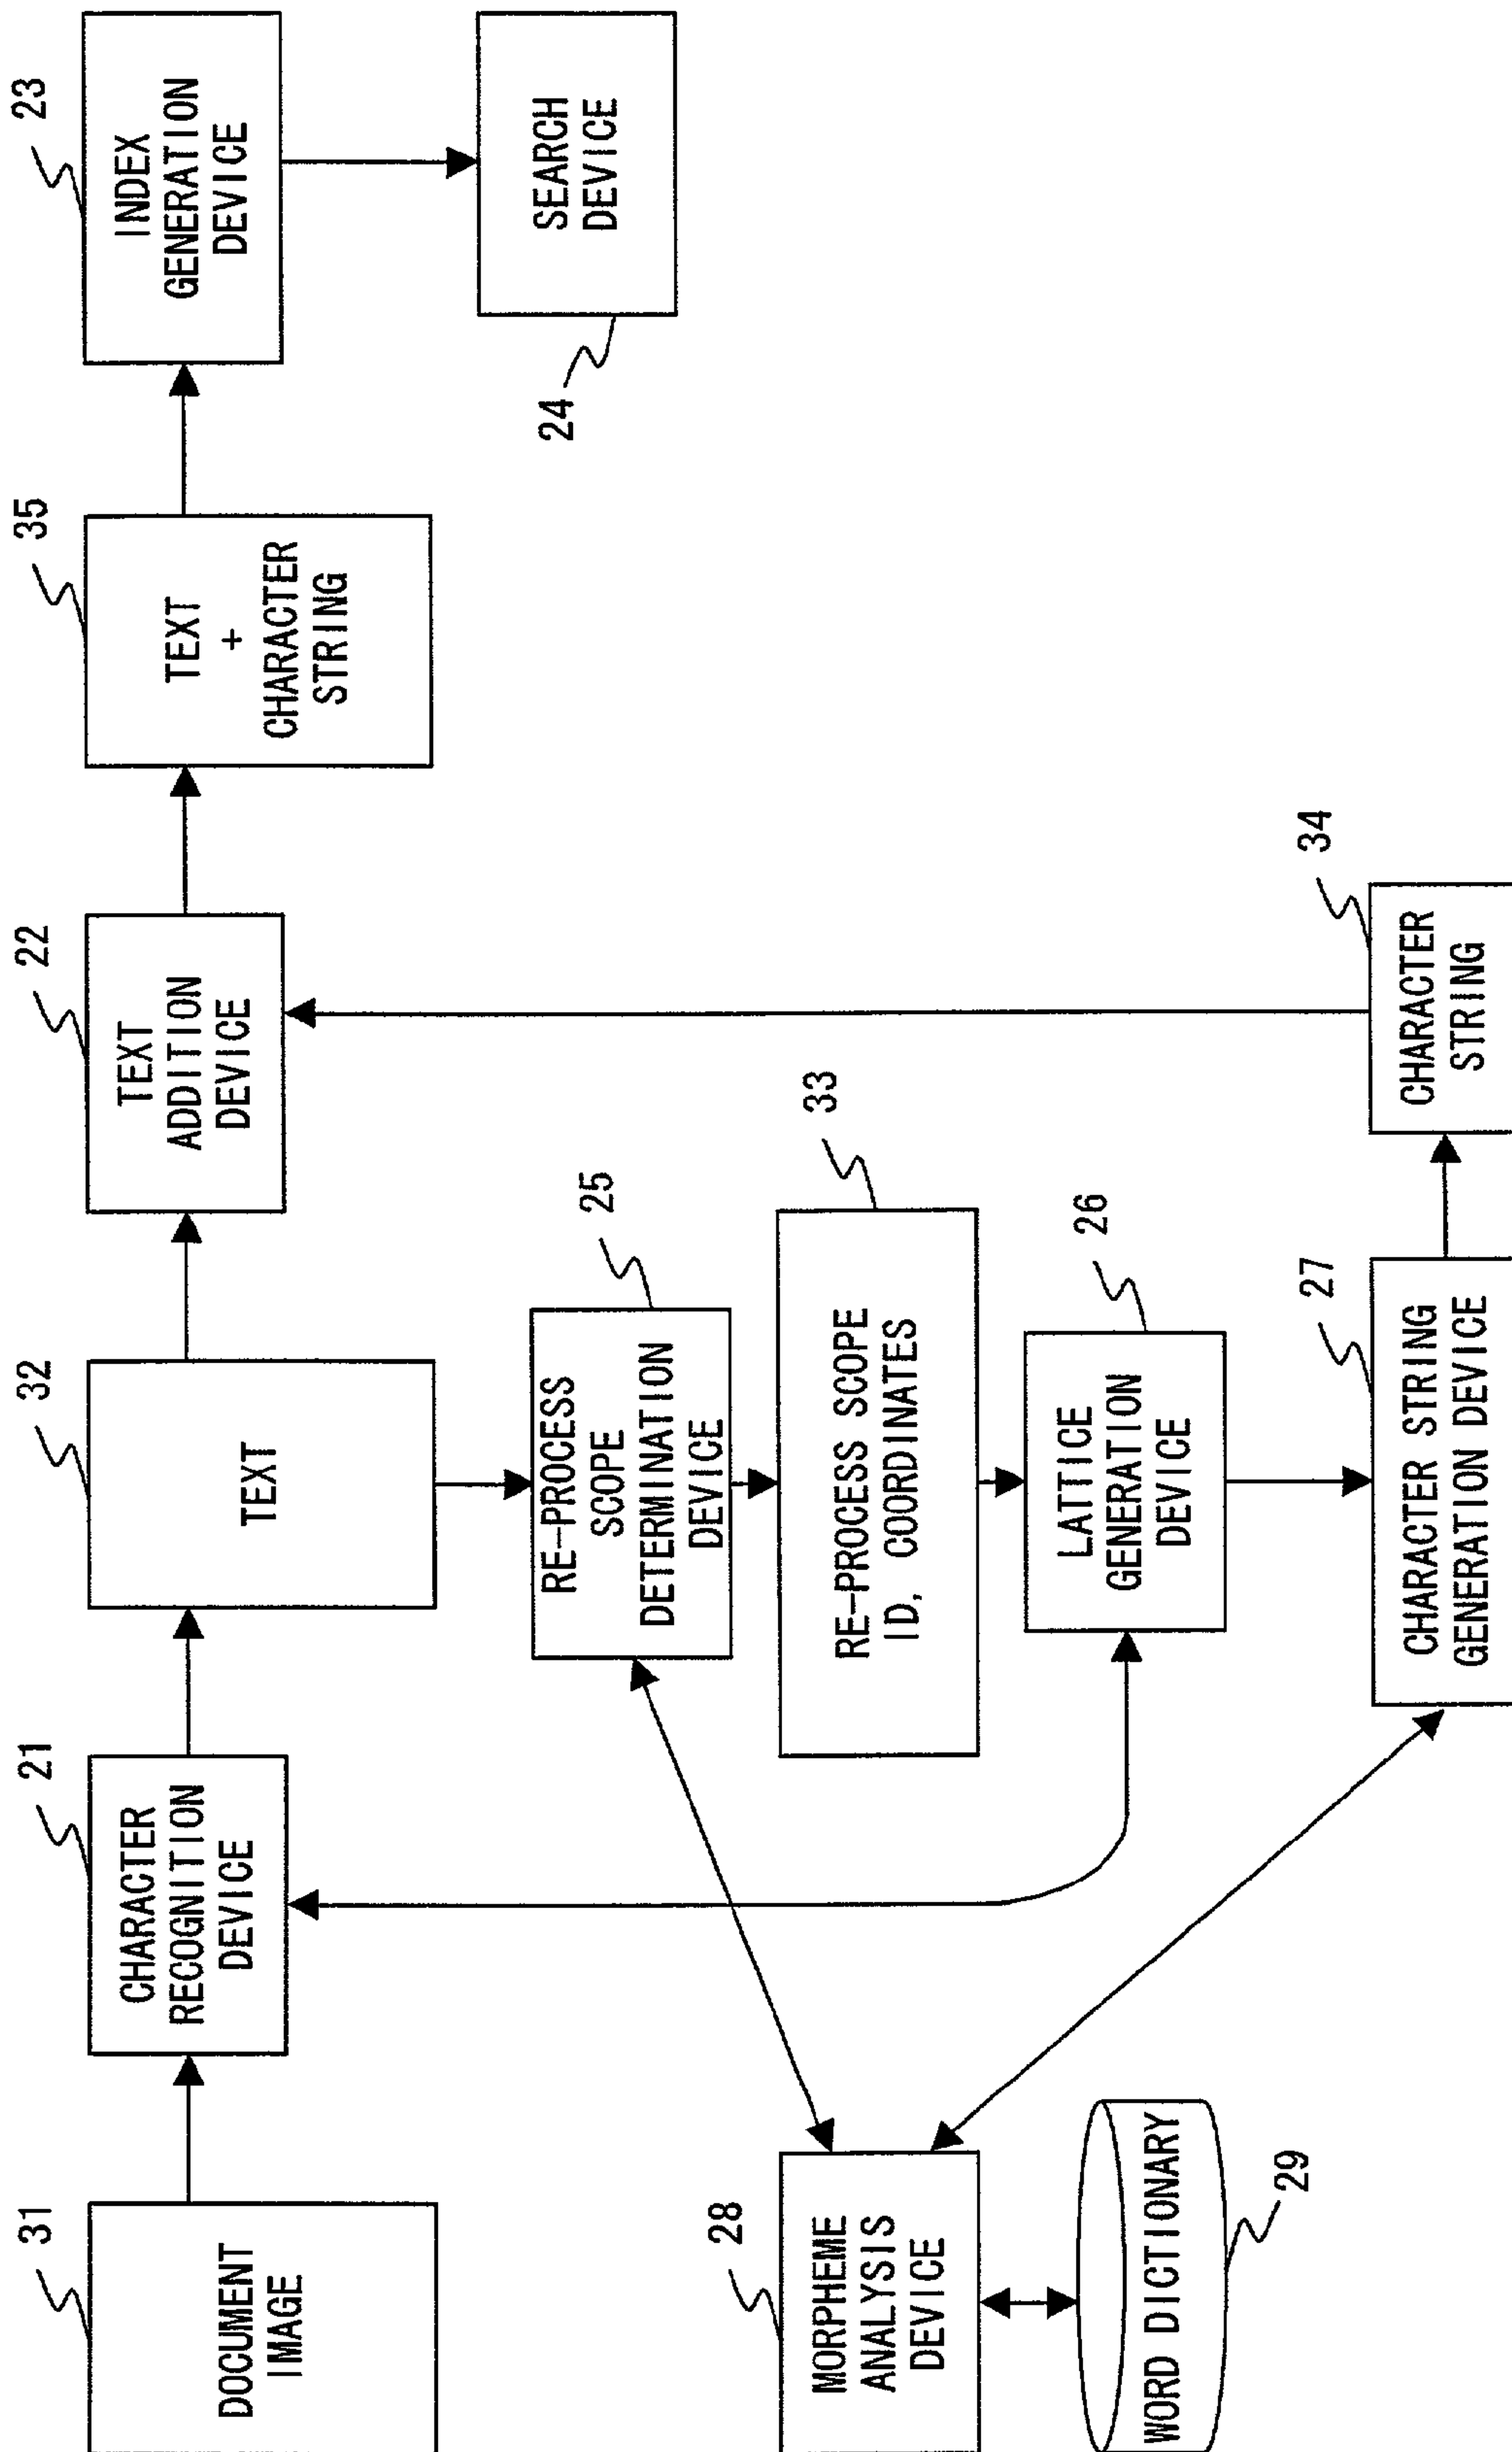 31
DOCUMENT
IMAGE
21
CHARACTER
RECOGNITION
DEVICE
32
TEXT
22
TEXT
ADDITION
DEVICE
35
TEXT
+
CHARACTER
STRING
23
INDEX
GENERATION
DEVICE
24
SEARCH
DEVICE
25
RE-PROCESS
SCOPE
DETERMINATION
DEVICE
33
RE-PROCESS SCOPE
ID, COORDINATES
26
LATTICE
GENERATION
DEVICE
28
MORPHEME
ANALYSIS
DEVICE
WORD DICTIONARY
29
27
CHARACTER STRING
GENERATION DEVICE
34
CHARACTER
STRING